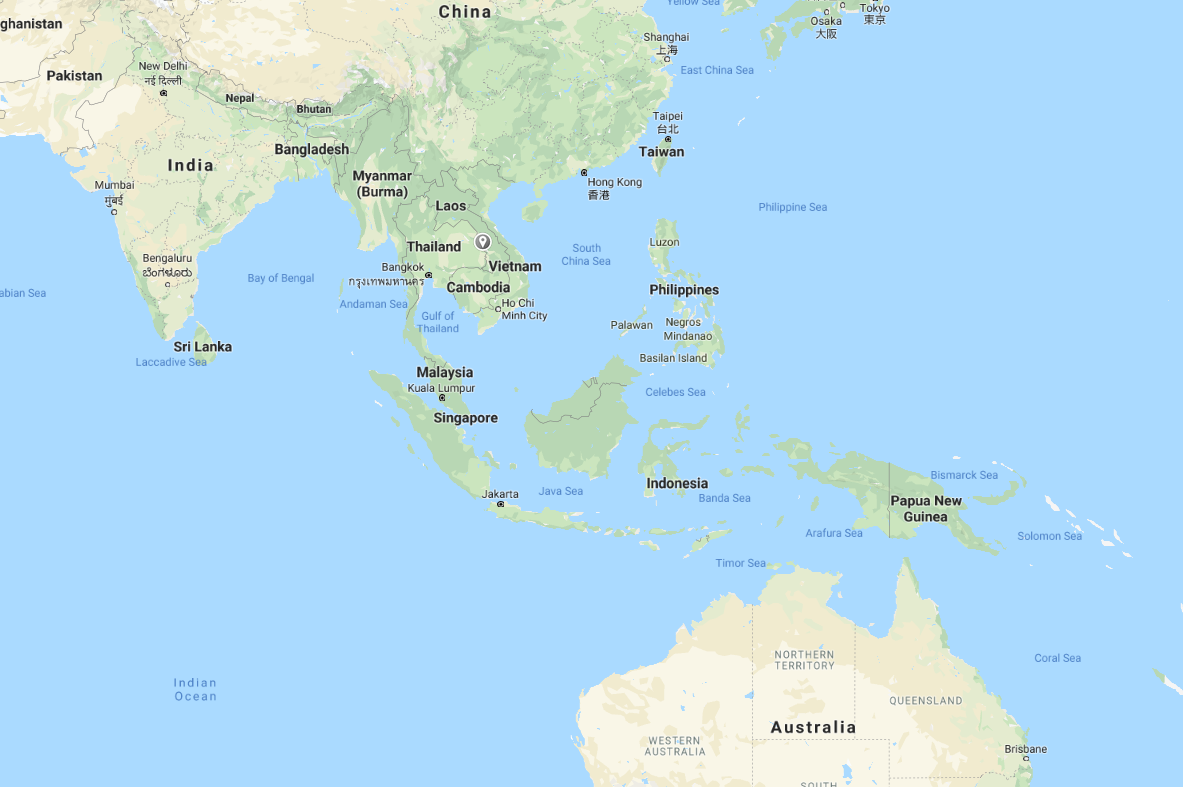 China
Yellow Sea
Tokyo
東京
Osaka
大阪
ghanistan
Shanghai
上海
East China Sea
New Delhi
नई दिल्ली
Pakistan
Nepal
Bhutan
Taipei
台北
Taiwan
Bangladesh
India
Myanmar
(Burma)
Hong Kong
香港
Mumbai
मुंबई
Laos
Philippine Sea
Luzon
Thailand
South
China Sea
Vietnam
Bengaluru
ಬೆಂಗಳೂರು
Bangkok
กรุงเทพมหานคร
Bay of Bengal
Cambodia
Philippines
abian Sea
Andaman Sea
Ho Chi
Minh City
Gulf of
Thailand
Palawan
Negros
Mindanao
Sri Lanka
Laccadive Sea
Basilan Island
Malaysia
Kuala Lumpur
Celebes Sea
Singapore
Indonesia
Bismarck Sea
Jakarta
Java Sea
Banda Sea
Papua New
Guinea
Arafura Sea
Solomon Sea
Timor Sea
NORTHERN
TERRITORY
Coral Sea
Indian
Ocean
QUEENSLAND
Australia
WESTERN
AUSTRALIA
Brisbane
SOUTH